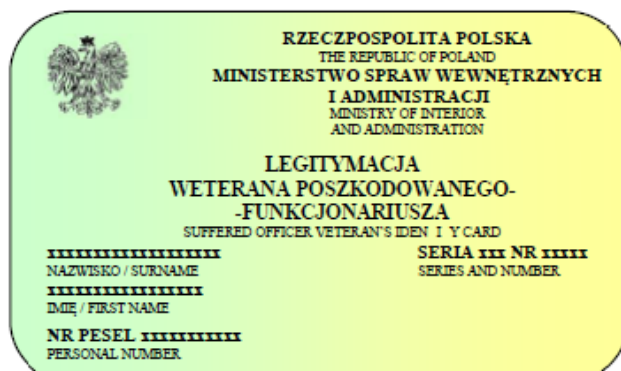 RZECZPOSPOLITA POLSKA
THE REPUBLIC OF POLAND
MINISTERSTWO SPRAW WEWNĘTRZNYCH
I ADMINISTRACJI
MINISTRY OF INTERIOR
AND ADMINISTRATION
LEGITYMACJA
WETERANA POSZKODOWANEGO-
-FUNKCJONARIUSZA
SUFFERED OFFICER VETERAN'S IDEN I Y CARD
xxxxxxxxxxxxxxxxxxx SERIA xxx NR xxxxx
NAZWISKO / SURNAME SERIES AND NUMBER
xxxxxxxxxxxxxxxxx
IMIĘ / FIRST NAME
NR PESEL xxxxxxxxxxx
PERSONAL NUMBER